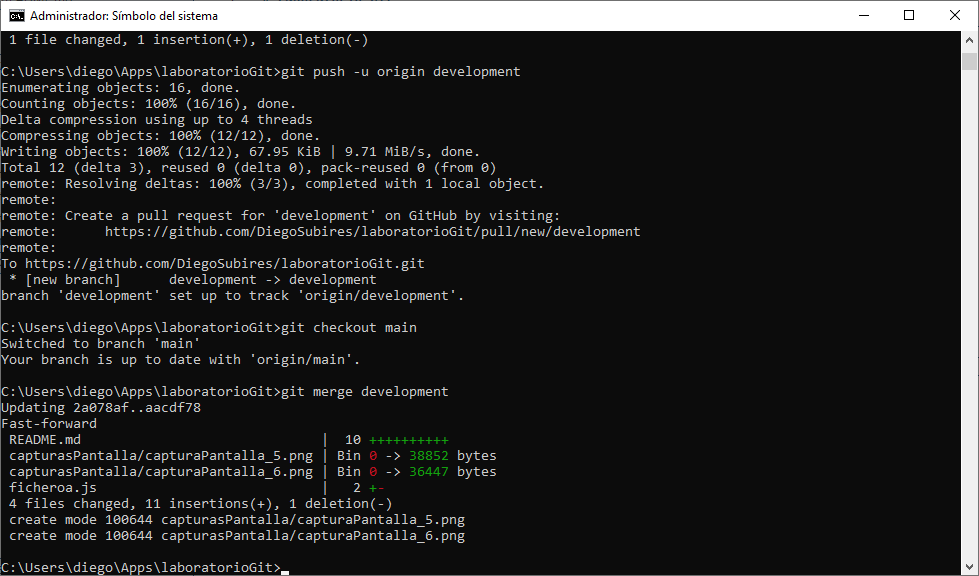 Administrador: Símbolo del sistema
 1 file changed, 1 insertion(+), 1 deletion(-)
C:\Users\diego\Apps\laboratorioGit>git push -u origin development
Enumerating objects: 16, done.
Counting objects: 100% (16/16), done.
Delta compression using up to 4 threads
Compressing objects: 100% (12/12), done.
Writing objects: 100% (12/12), 67.95 KiB | 9.71 MiB/s, done.
Total 12 (delta 3), reused 0 (delta 0), pack-reused 0 (from 0)
remote: Resolving deltas: 100% (3/3), completed with 1 local object.
remote:
remote: Create a pull request for 'development' on GitHub by visiting:
remote:      https://github.com/DiegoSubires/laboratorioGit/pull/new/development
remote:
To https://github.com/DiegoSubires/laboratorioGit.git
 * [new branch]      development -> development
branch 'development' set up to track 'origin/development'.
C:\Users\diego\Apps\laboratorioGit>git checkout main
Switched to branch 'main'
Your branch is up to date with 'origin/main'.
C:\Users\diego\Apps\laboratorioGit>git merge development
Updating 2a078af..aacdf78
Fast-forward
 README.md                              |  10 ++++++++++
 capturasPantalla/capturaPantalla_5.png | Bin 0 -> 38852 bytes
 capturasPantalla/capturaPantalla_6.png | Bin 0 -> 36447 bytes
 ficheroa.js                            |   2 +-
 4 files changed, 11 insertions(+), 1 deletion(-)
 create mode 100644 capturasPantalla/capturaPantalla_5.png
 create mode 100644 capturasPantalla/capturaPantalla_6.png
C:\Users\diego\Apps\laboratorioGit>